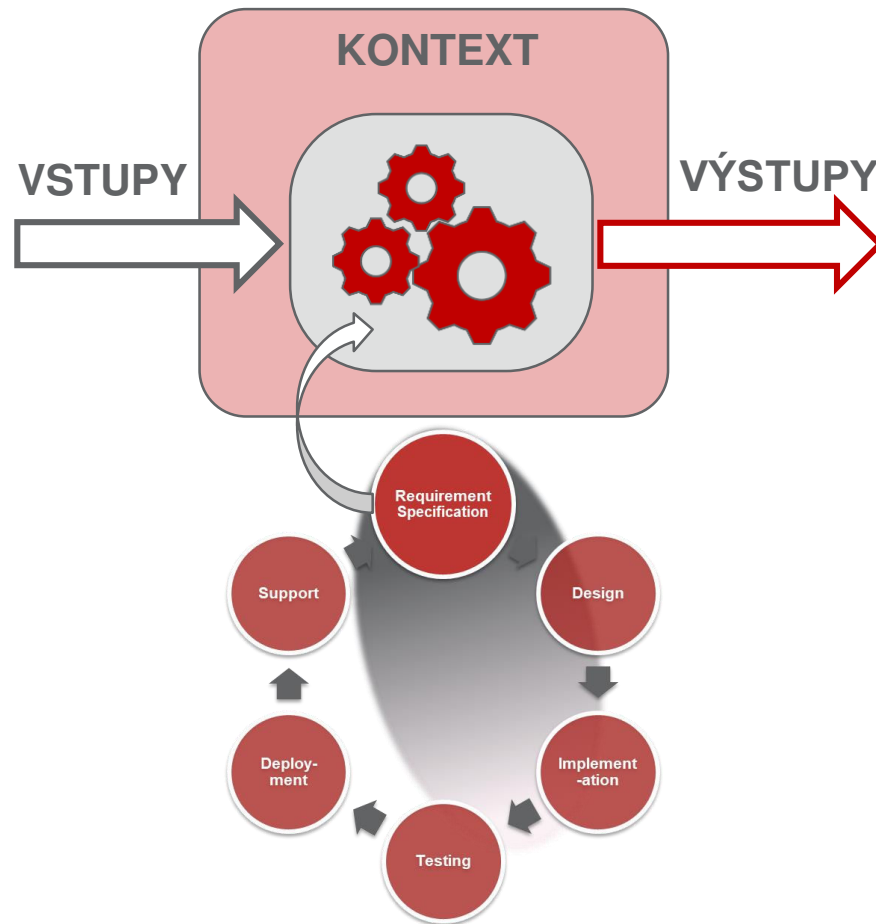 KONTEXT
VSTUPY
VÝSTUPY
Requirement
Specification
Support
Design
Deploy-
ment
Implement
-ation
Testing